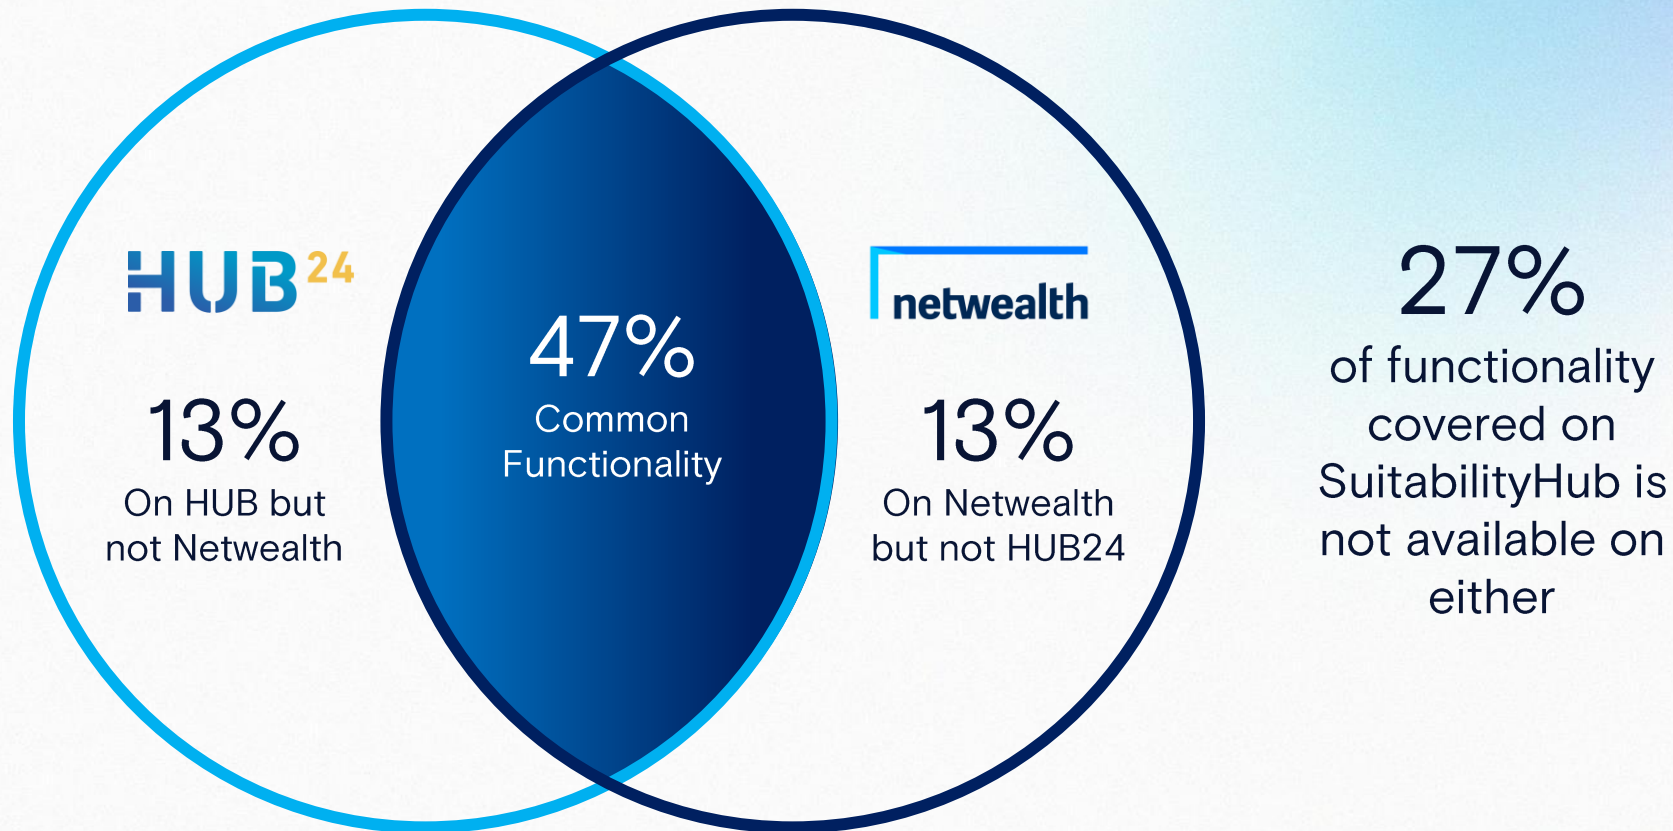 HUB24
13%
On HUB but
not Netwealth
47%
Common
Functionality
netwealth
13%
On Netwealth
but not HUB24
27%
of functionality
covered on
SuitabilityHub is
not available on
either